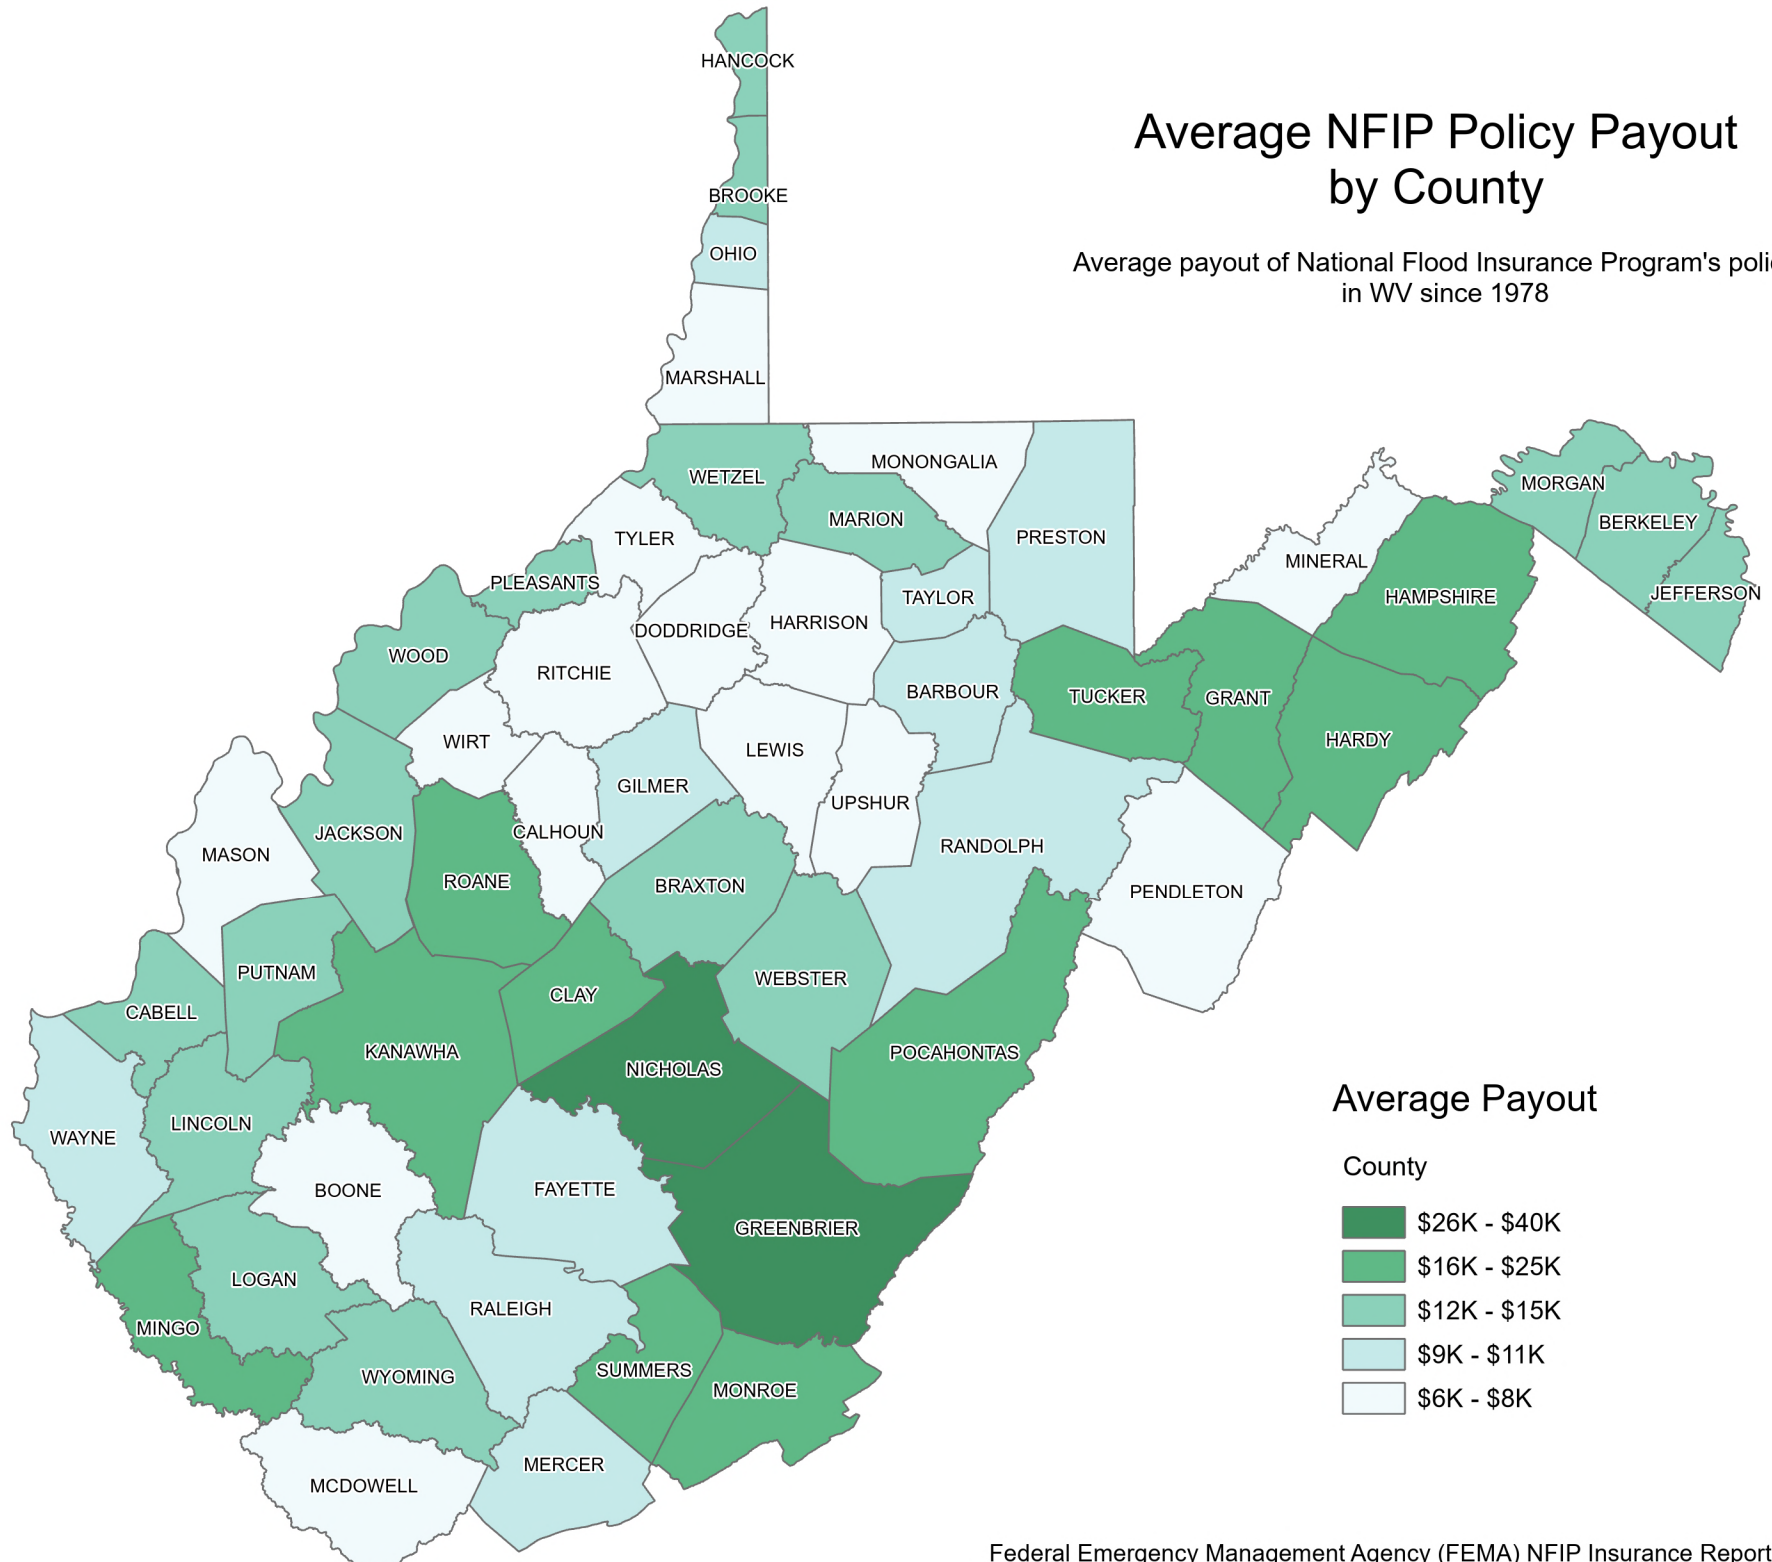 HANCOCK
Average NFIP Policy Payout
by County
BROOKE
OHIO
Average payout of National Flood Insurance Program's
in WV since 1978
MARSHALL
MONONGALIA
WETZEL
MORGAN
MARION
BERKELEY
TYLER
PRESTON
MINERAL
PLEASANTS
JEFFERSON
TAYLOR
HAMPSHIRE
HARRISON
DODDRIDGE
WOOD
RITCHIE
BARBOUR
TUCKER
GRANT
WIRT
HARDY
LEWIS
GILMER
UPSHUR
CALHOUN
JACKSON
RANDOLPH
MASON
ROANE
BRAXTON
PENDLETON
PUTNAM
WEBSTER
CLAY
CABELL
KANAWHA
POCAHONTAS
NICHOLAS
Average Payout
LINCOLN
WAYNE
County
BOONE
FAYETTE
$26K - $40K
GREENBRIER
$16K - $25K
LOGAN
RALEIGH
$12K - $15K
MINGO
$9K - $11K
SUMMERS
WYOMING
MONROE
$6K - $8K
MERCER
MCDOWELL
Federal Emergency Management Agency (FEMA) NFIP Insurance Report